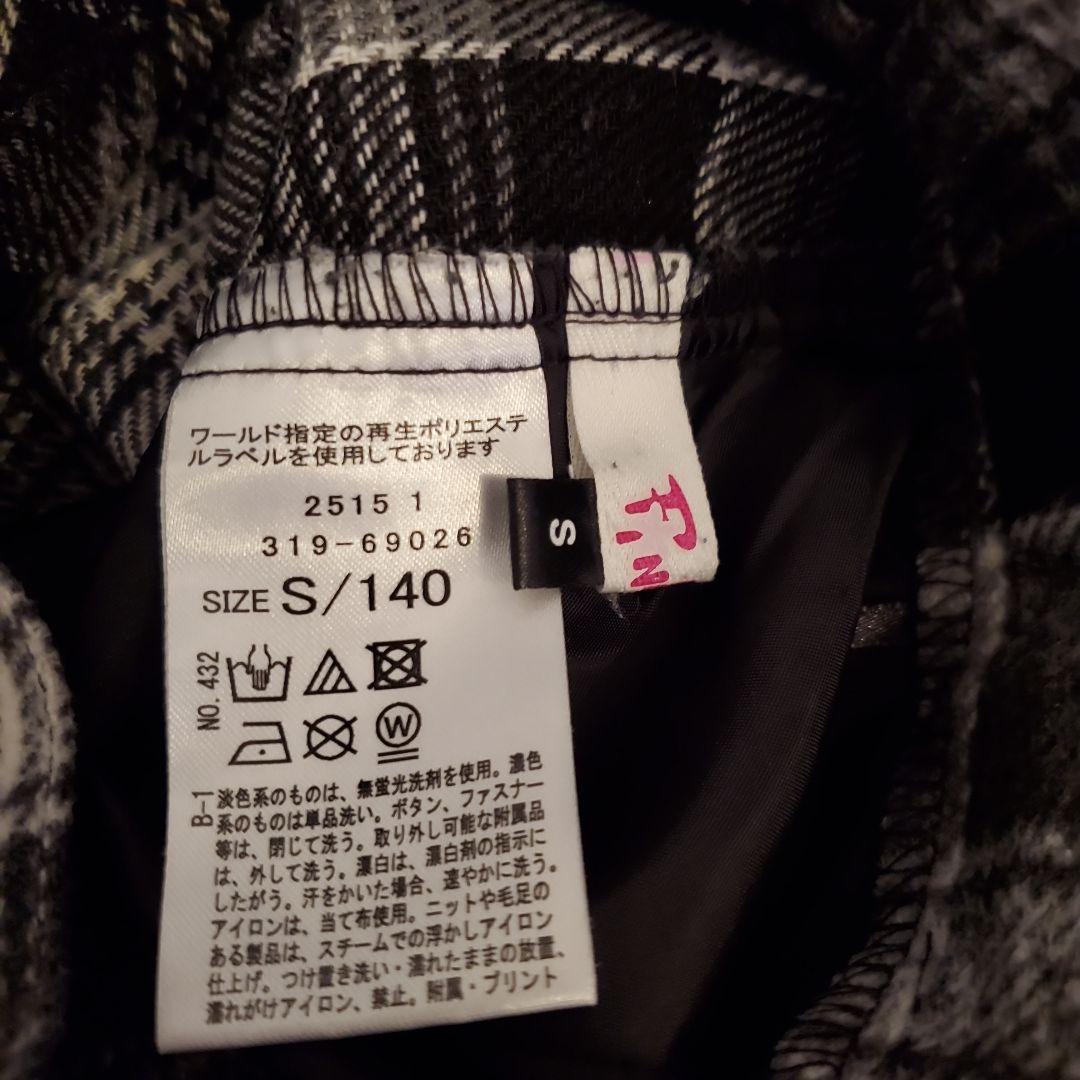 ワールド指定の再生ポリエステ
ルラベルを使用しております
2515 1
319-69026
SIZE S/140
NO. 432
W
B-1
淡色系のものは、無蛍光洗剤を使用。濃色
系のものは単品洗い。ボタン、ファスナー
等は、閉じて洗う。取り外し可能な附属品
は、外して洗う。漂白は、漂白剤の指示に
したがう。汗をかいた場合、速やかに洗う。
アイロンは、当て布使用。ニットや毛足の
ある製品は、スチームでの浮かしアイロン
仕上げ。つけ置き洗い・濡れたままの放置、
濡れがけアイロン、禁止。附属・プリント
S
PIN